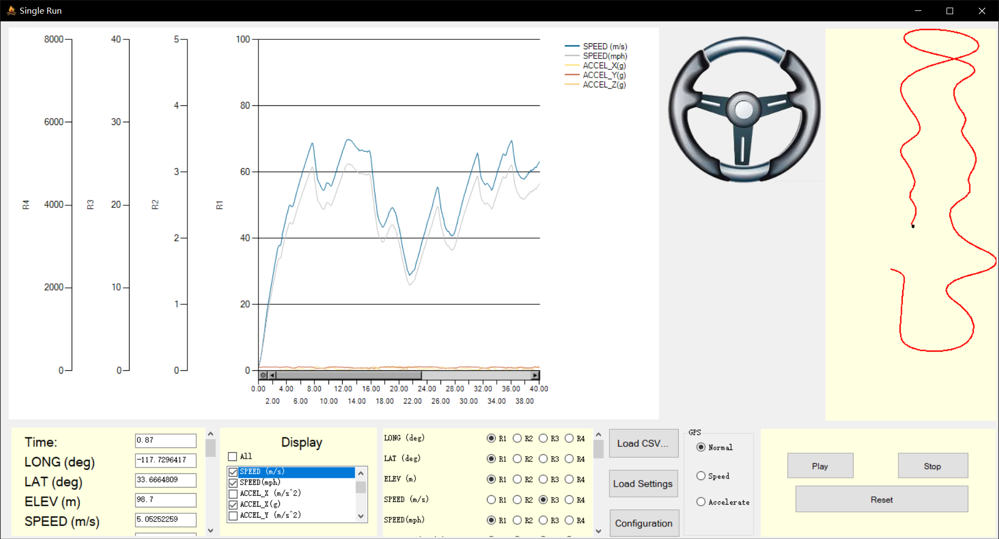 Single Run
8000
6000
4000
2000
0
R4
40
30
20
10
0
R3
5
4
3
2
1
0
R2
100
80
60
40
20
0
R1
SPEED (m/s)
SPEED(mph)
ACCEL_X(g)
ACCEL_Y(g)
ACCEL_Z(g)
0.00 4.00 8.00 12.00 16.00 20.00 24.00 28.00 32.00 36.00 40.00
2.00 6.00 10.00 14.00 18.00 22.00 26.00 30.00 34.00 38.00
Time: 0.87
LONG (deg) -117.7296417
LAT (deg) 33.6664809
ELEV (m) 98.7
SPEED (m/s) 5.05252259
Display
All
SPEED (m/s)
SPEED(mph)
ACCEL_X (m/s^2)
ACCEL_X(g)
ACCEL_Y (m/s^2)
LONG (deg) R1 R2 R3 R4
LAT (deg) R1 R2 R3 R4
ELEV (m) R1 R2 R3 R4
SPEED (m/s) R1 R2 R3 R4
SPEED(mph) R1 R2 R3 R4
Load CSV...
Load Settings
Configuration
GPS
Normal
Speed
Accelerate
Play
Stop
Reset